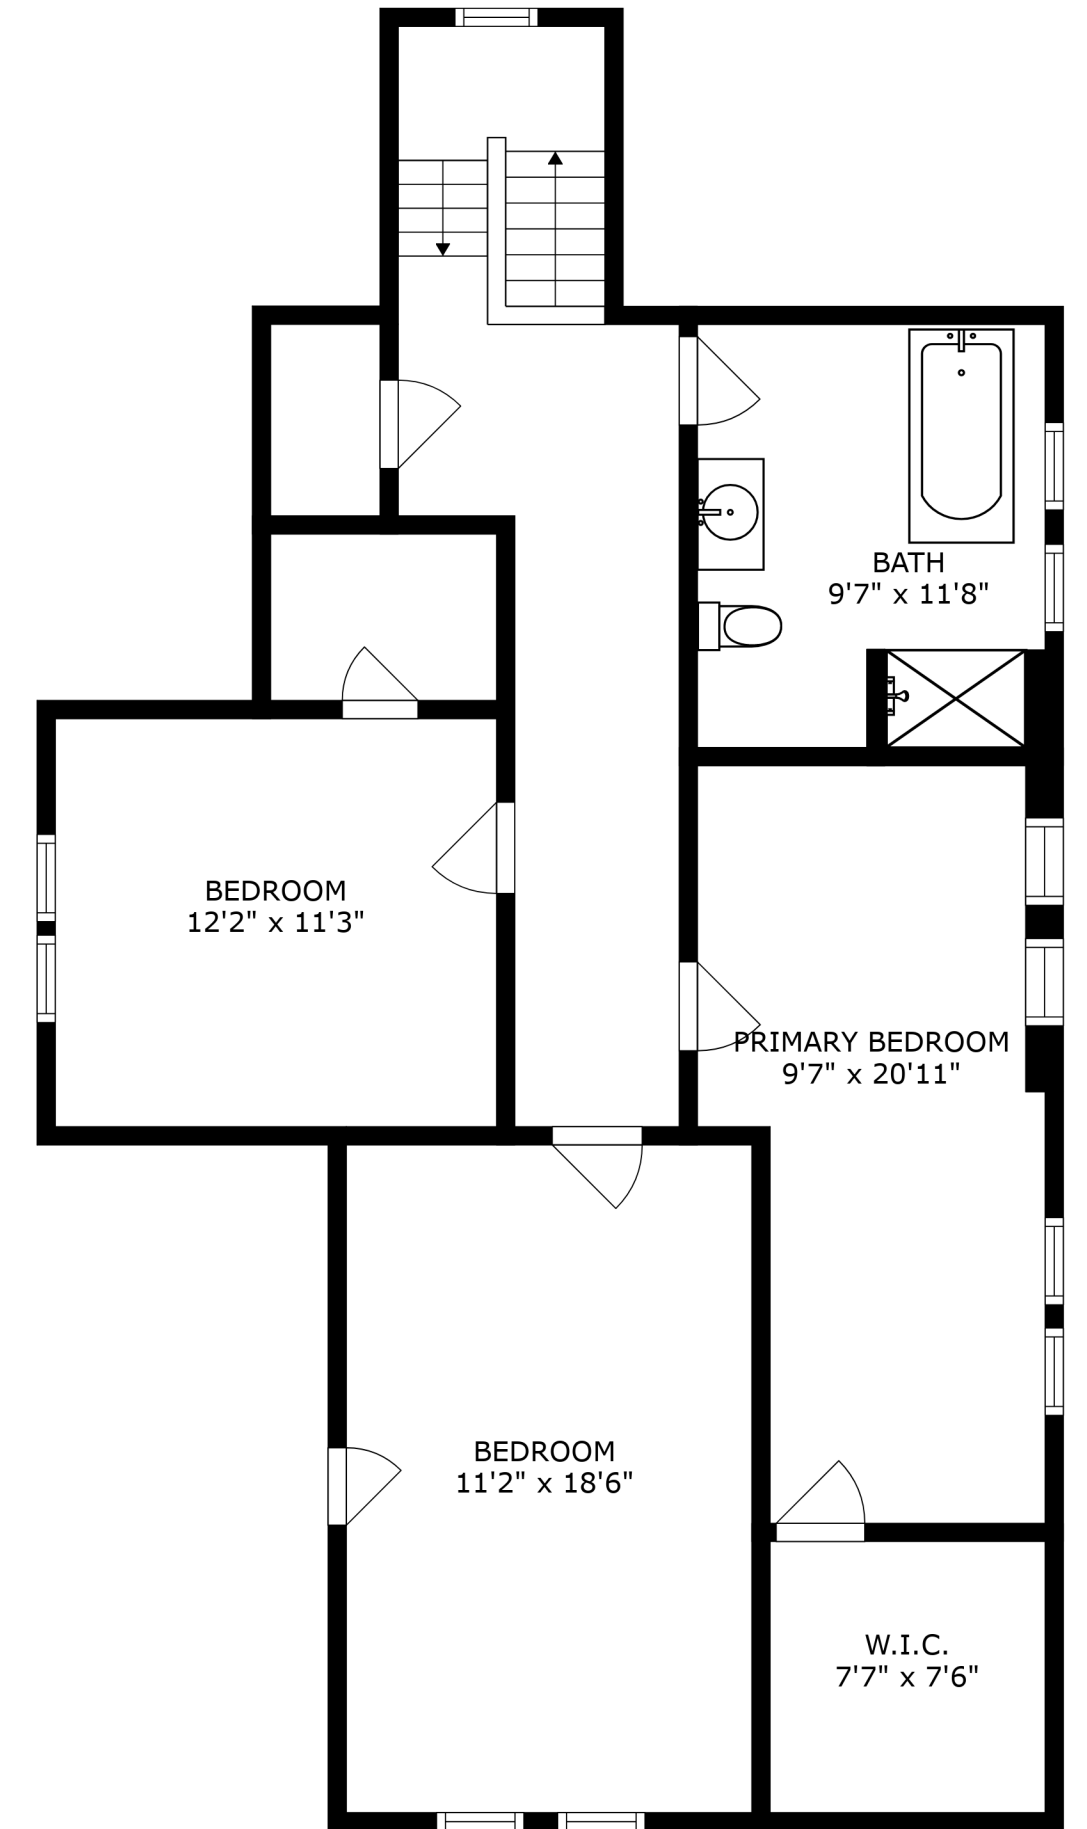 BATH
9'7" x 11'8"
BEDROOM
12'2" x 11'3"
PRIMARY BEDROOM
9'7" x 20'11"
BEDROOM
11'2" x 18'6"
W.I.C.
7'7" x 7'6"